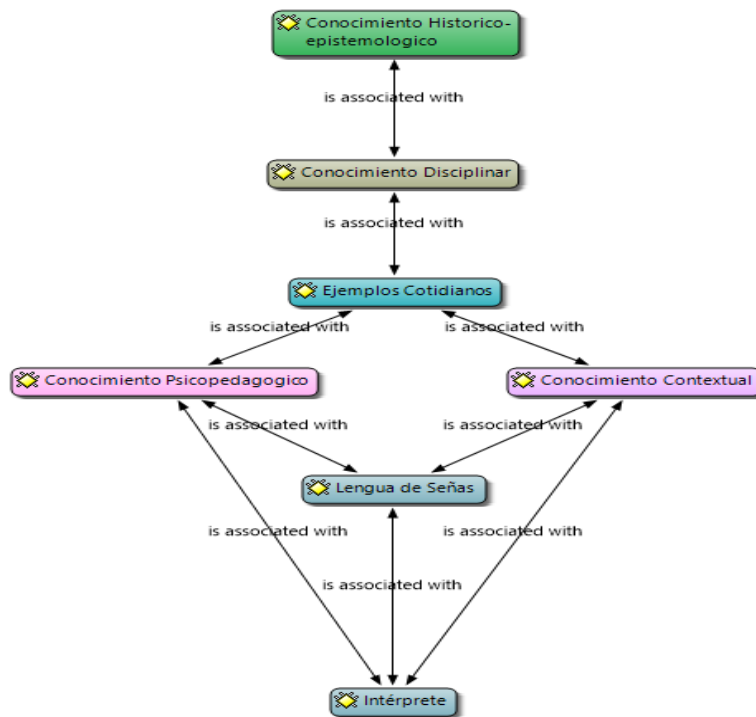 Conocimiento Historico-
epistemologico
is associated with
Conocimiento Disciplinar
is associated with
Ejemplos Cotidianos
is associated with
is associated with
Conocimiento Psicopedagogico
Conocimiento Contextual
is associated with
is associated with
Lengua de Señas
is associated with
is associated with
is associated with
Intérprete